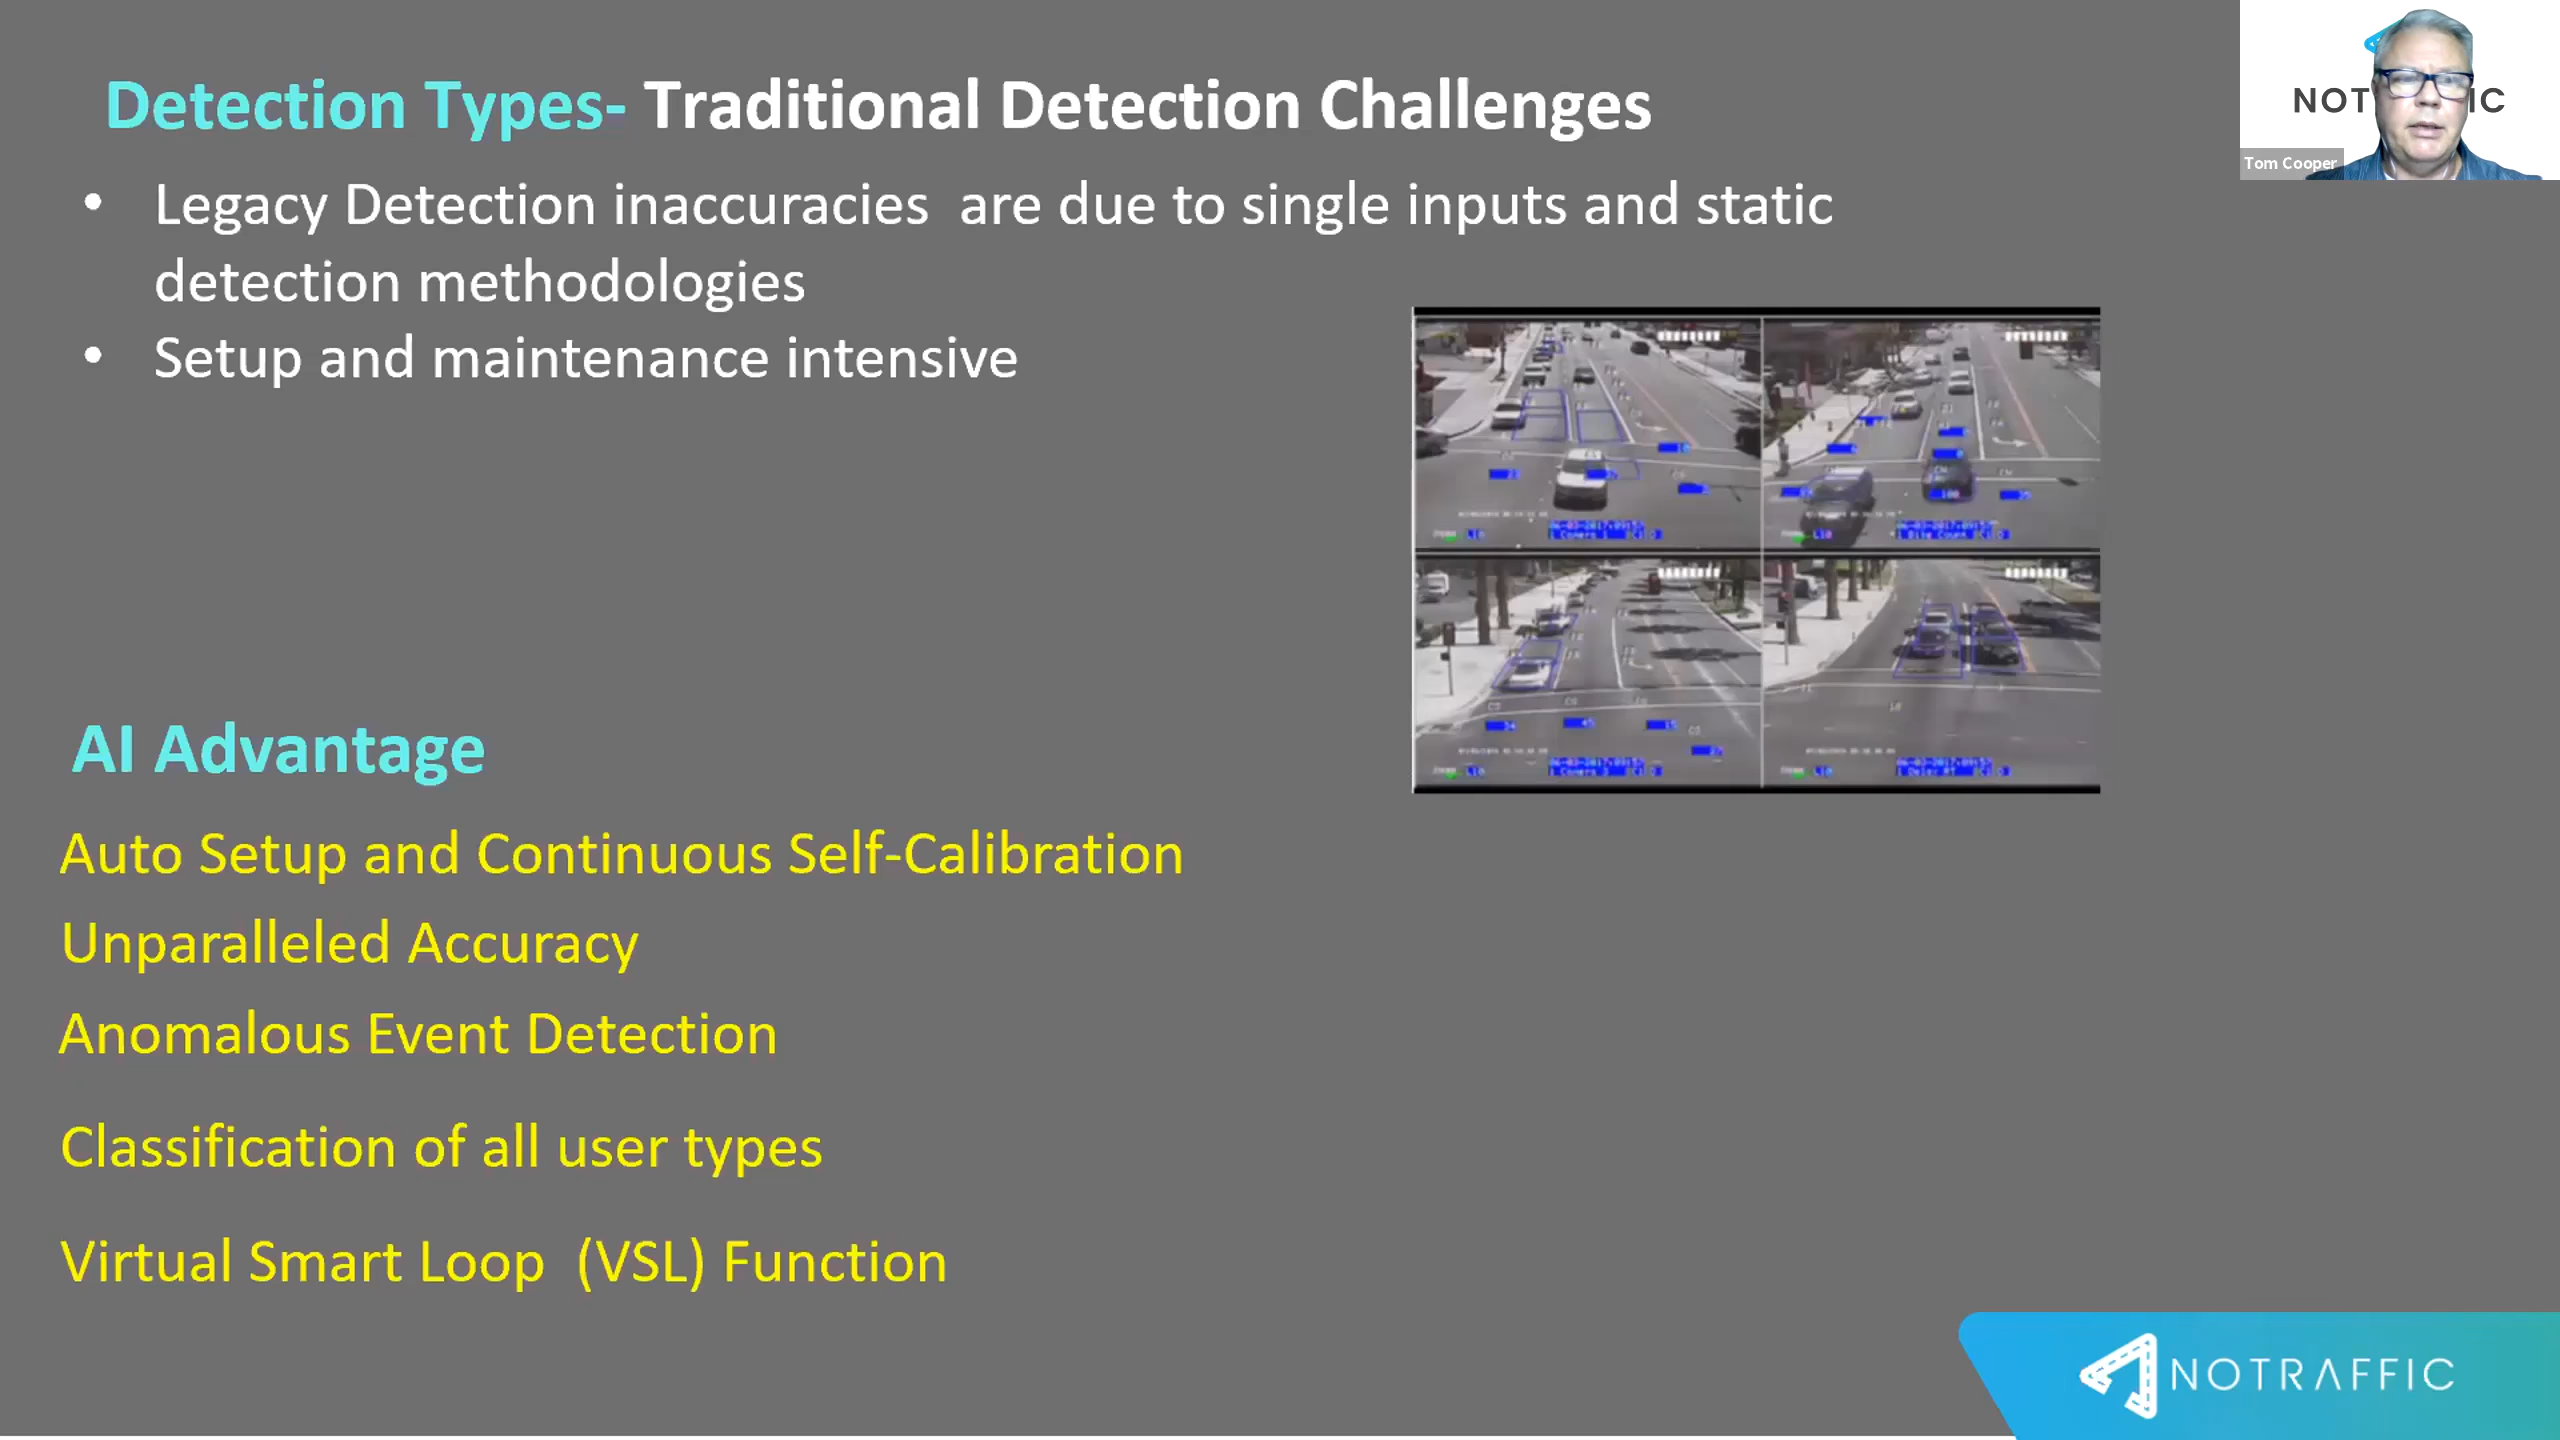 Detection Types- Traditional Detection Challenges
• Legacy Detection inaccuracies are due to single inputs and static
detection methodologies
• Setup and maintenance intensive
AI Advantage
Auto Setup and Continuous Self-Calibration
Unparalleled Accuracy
Anomalous Event Detection
Classification of all user types
Virtual Smart Loop (VSL) Function
Tom Cooper
NOTRAFFIC